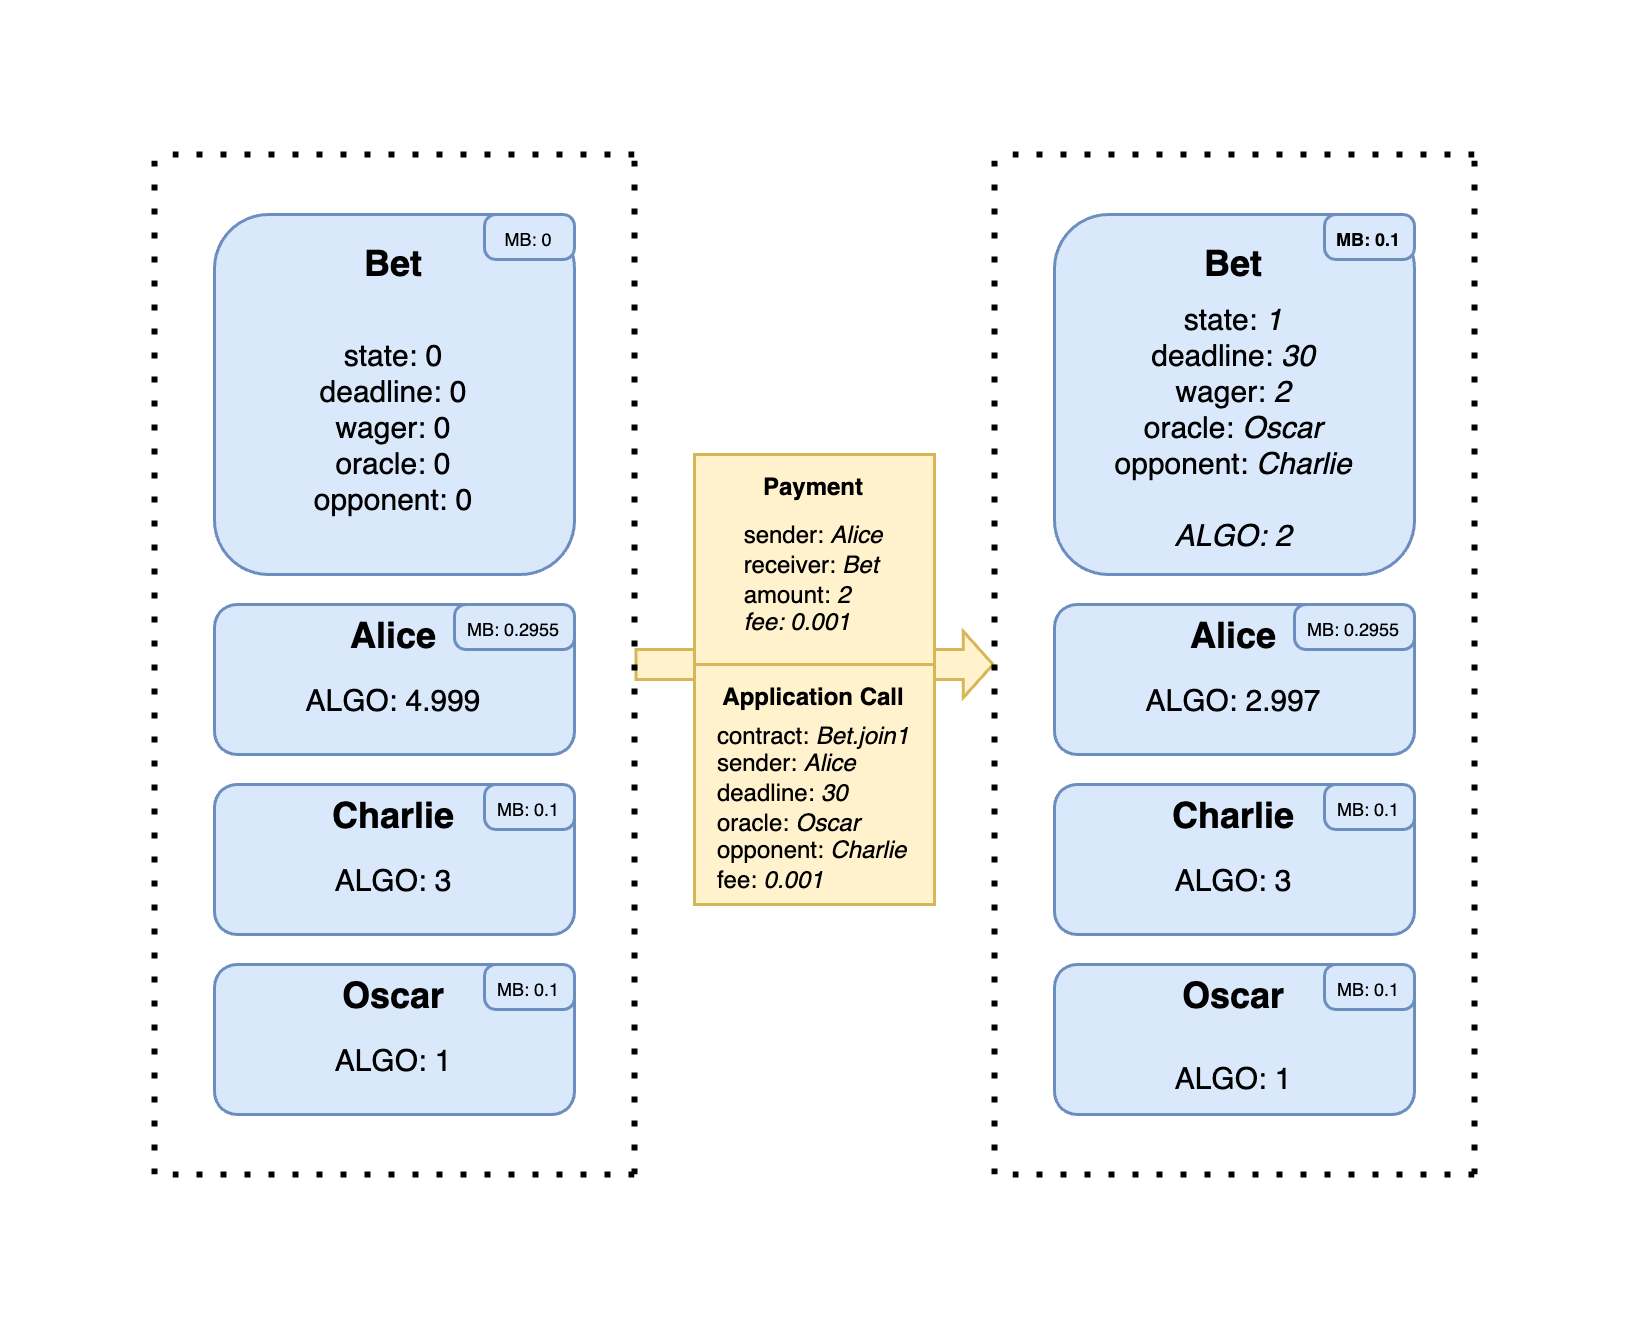 MB: 0
Bet
state: 0
deadline: 0
wager: 0
oracle: 0
opponent: 0
MB: 0.2955
Alice
ALGO: 4.999
MB: 0.1
Charlie
ALGO: 3
MB: 0.1
Oscar
ALGO: 1
Payment
sender: Alice
receiver: Bet
amount: 2
fee: 0.001
Application Call
contract: Bet.join1
sender: Alice
deadline: 30
oracle: Oscar
opponent: Charlie
fee: 0.001
MB: 0.1
Bet
state: 1
deadline: 30
wager: 2
oracle: Oscar
opponent: Charlie
ALGO: 2
MB: 0.2955
Alice
ALGO: 2.997
MB: 0.1
Charlie
ALGO: 3
MB: 0.1
Oscar
ALGO: 1